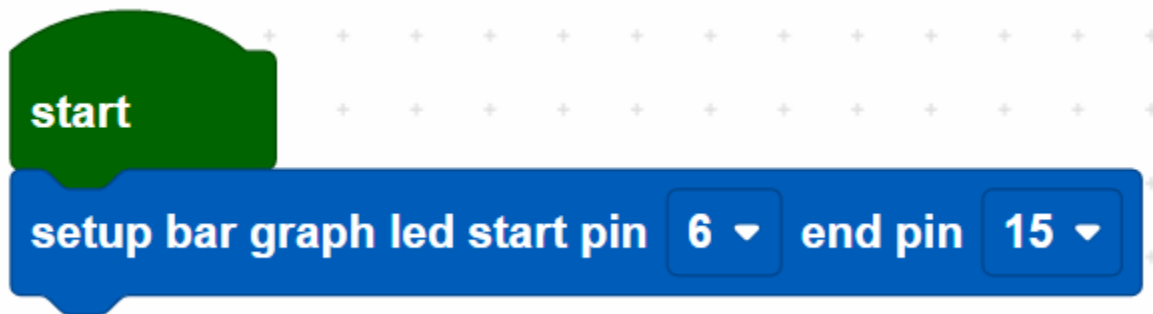 start
setup bar graph led start pin 6 end pin 15